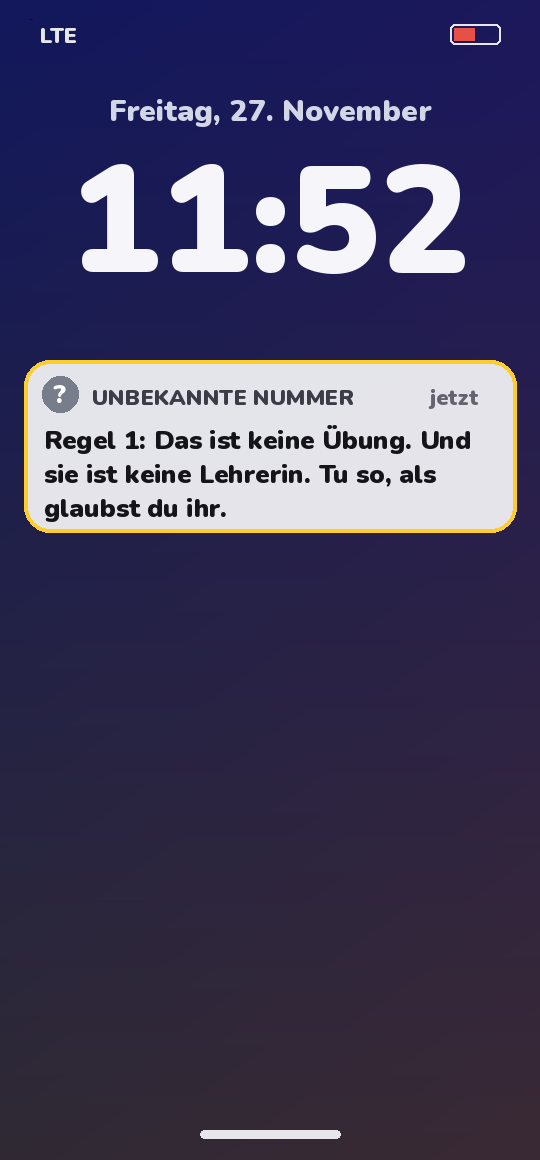 LTE
Freitag, 27. November
11:52
?
UNBEKANNTE NUMMER jetzt
Regel 1: Das ist keine Übung. Und
sie ist keine Lehrerin. Tu so, als
glaubst du ihr.